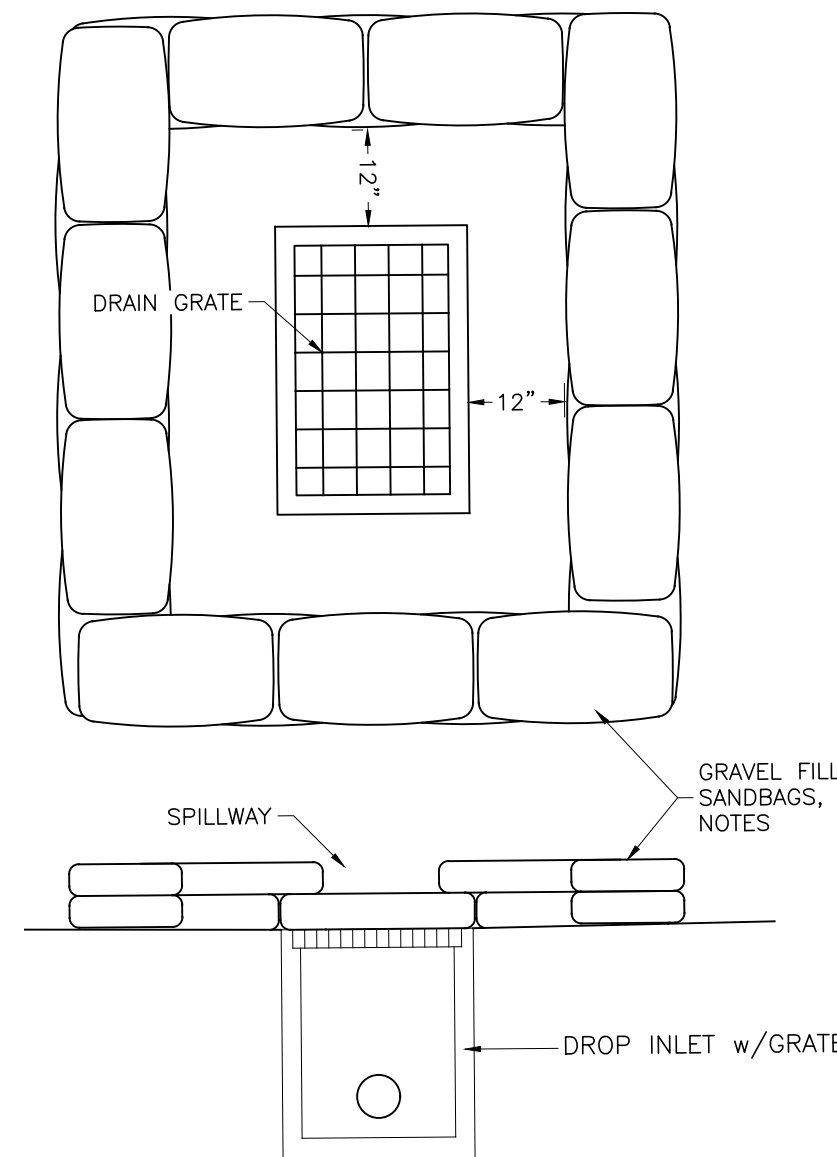 12"
DRAIN GRATE
12"
GRAVEL FILL
SANDBAGS,
NOTES
SPILLWAY
DROP INLET w/GRATE